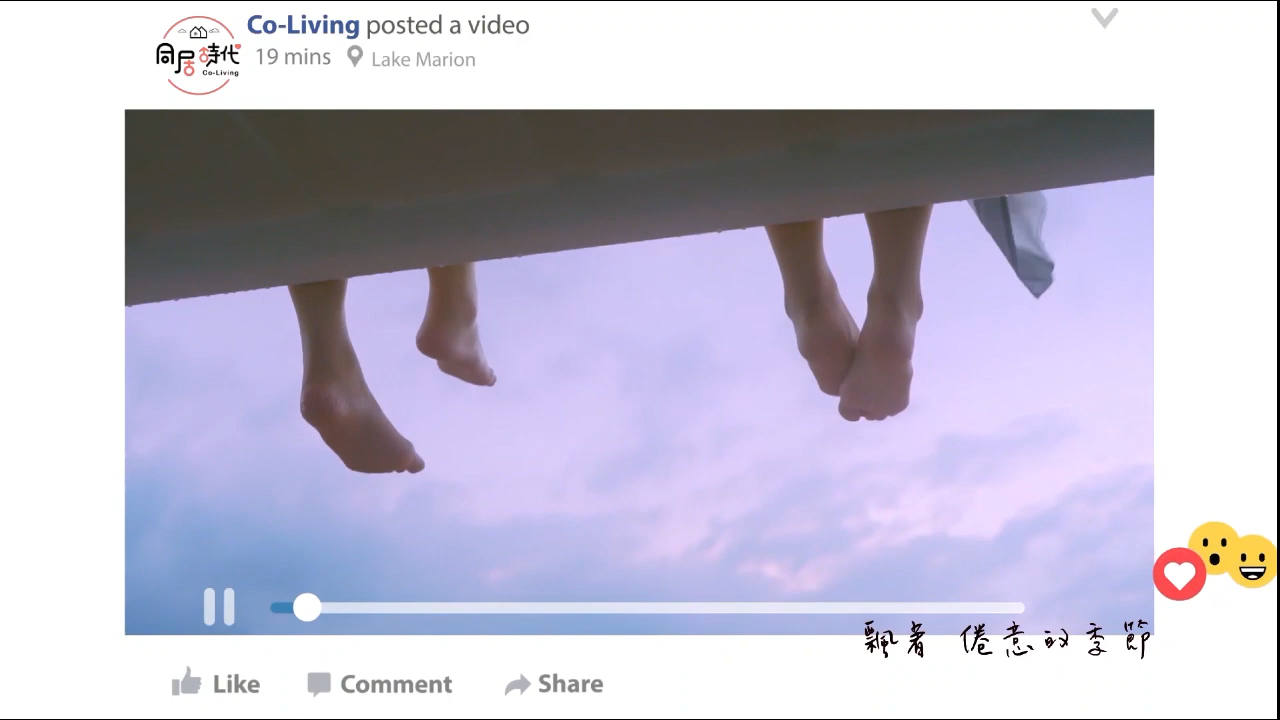 Co-Living posted a video
同居時代
Co-Living
19 mins Lake Marion
飄著 倦意的季節
Like Comment Share